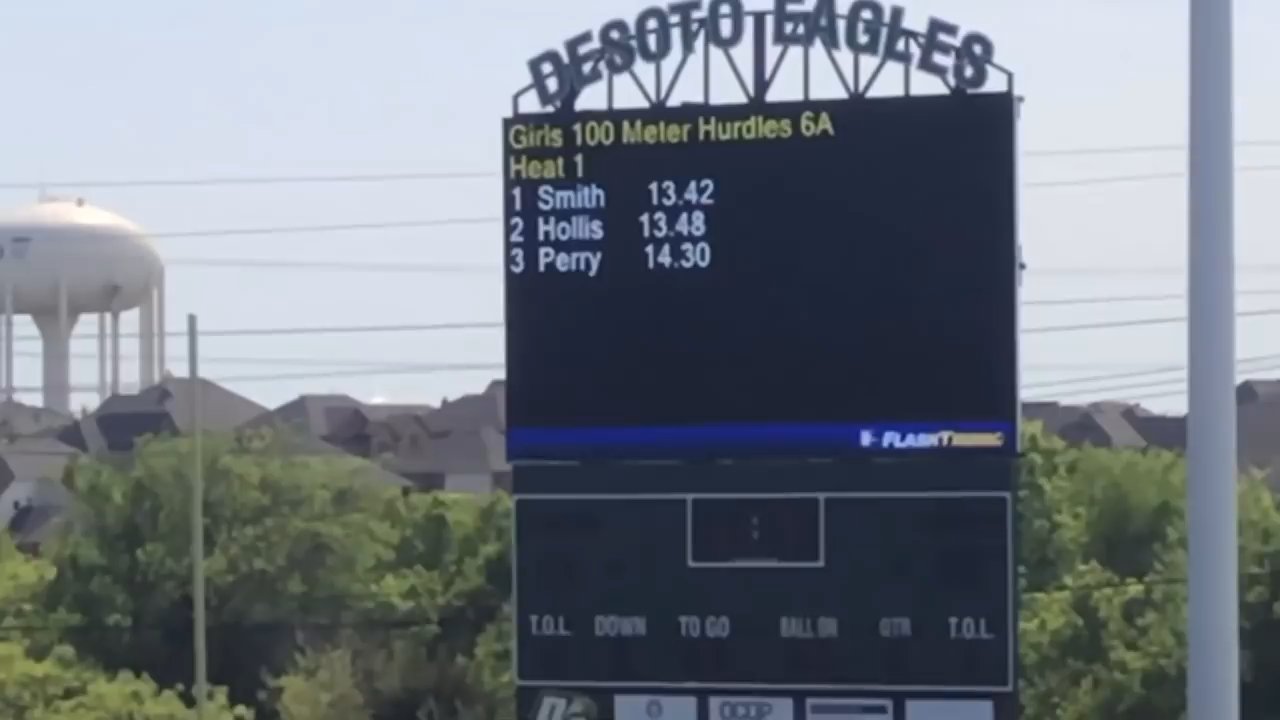 DESOTO EAGLES
Girls 100 Meter Hurdles 6A
Heat 1
1 Smith 13.42
2 Hollis 13.48
3 Perry 14.30
T.O.L. DOWN TO GO BALL ON QTR T.O.L.